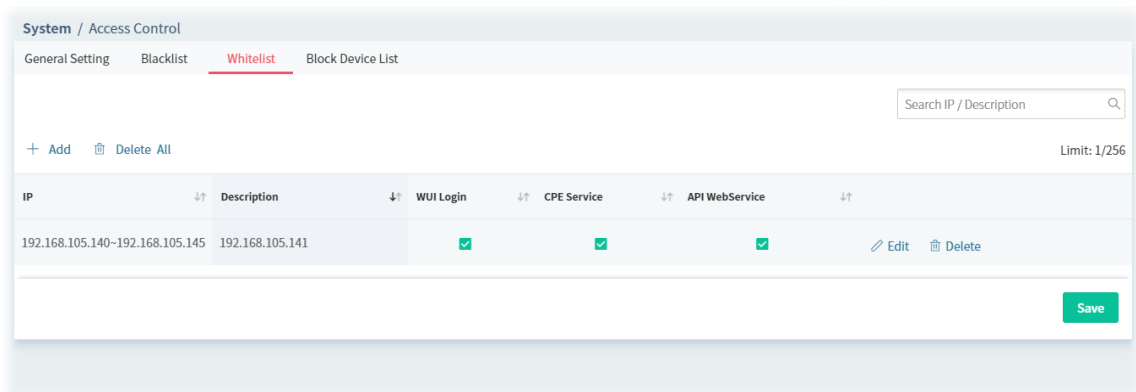 System / Access Control
General Setting Blacklist Whitelist Block Device List
Search IP / Description
+ Add Delete All Limit: 1/256
IP Description WUI Login CPE Service API WebService
192.168.105.140~192.168.105.145 192.168.105.141 Edit Delete
Save